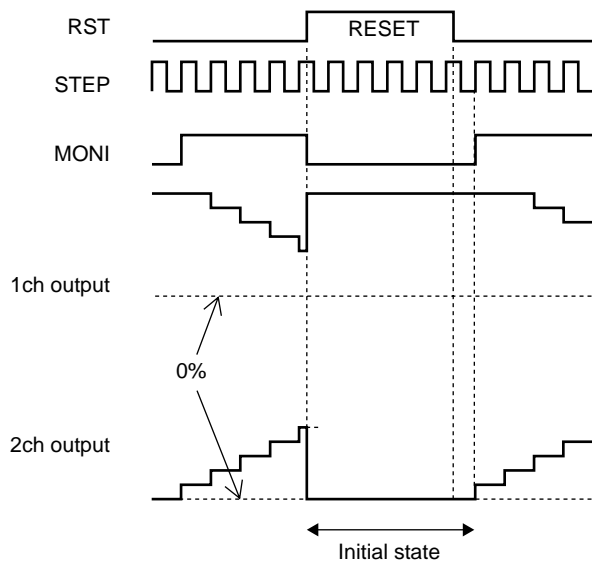 RST
RESET
STEP
MONI
1ch output
0%
2ch output
Initial state